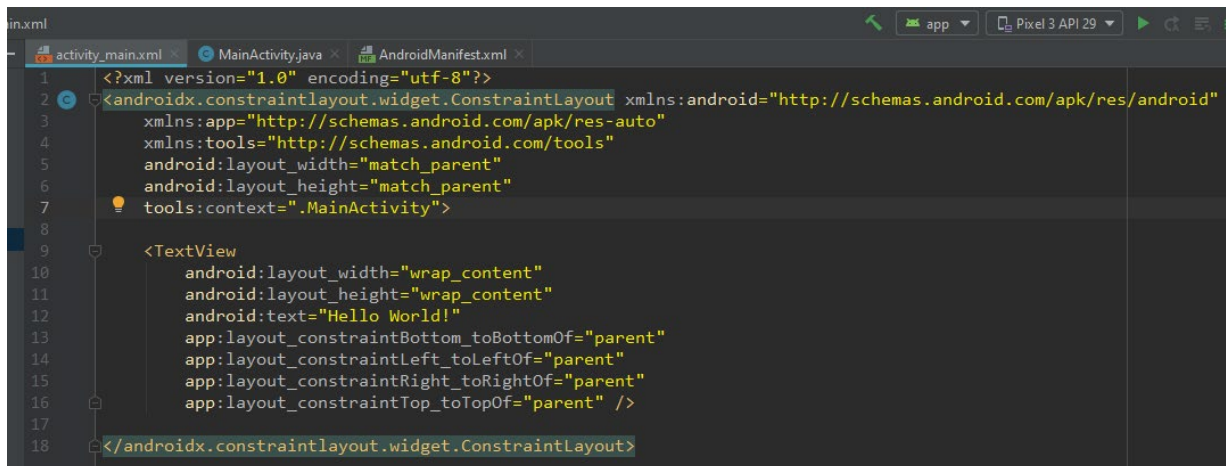 in.xml
app
Pixel 3 API 29
activity_main.xml
MainActivity.java
AndroidManifest.xml
1 <?xml version="1.0" encoding="utf-8"?>
2 <androidx.constraintlayout.widget.ConstraintLayout xmlns:android="http://schemas.android.com/apk/res/android"
3 xmlns:app="http://schemas.android.com/apk/res-auto"
4 xmlns:tools="http://schemas.android.com/tools"
5 android:layout_width="match_parent"
6 android:layout_height="match_parent"
7 tools:context=".MainActivity">
8
9 <TextView
10 android:layout_width="wrap_content"
11 android:layout_height="wrap_content"
12 android:text="Hello World!"
13 app:layout_constraintBottom_toBottomOf="parent"
14 app:layout_constraintLeft_toLeftOf="parent"
15 app:layout_constraintRight_toRightOf="parent"
16 app:layout_constraintTop_toTopOf="parent" />
17
18 </androidx.constraintlayout.widget.ConstraintLayout>